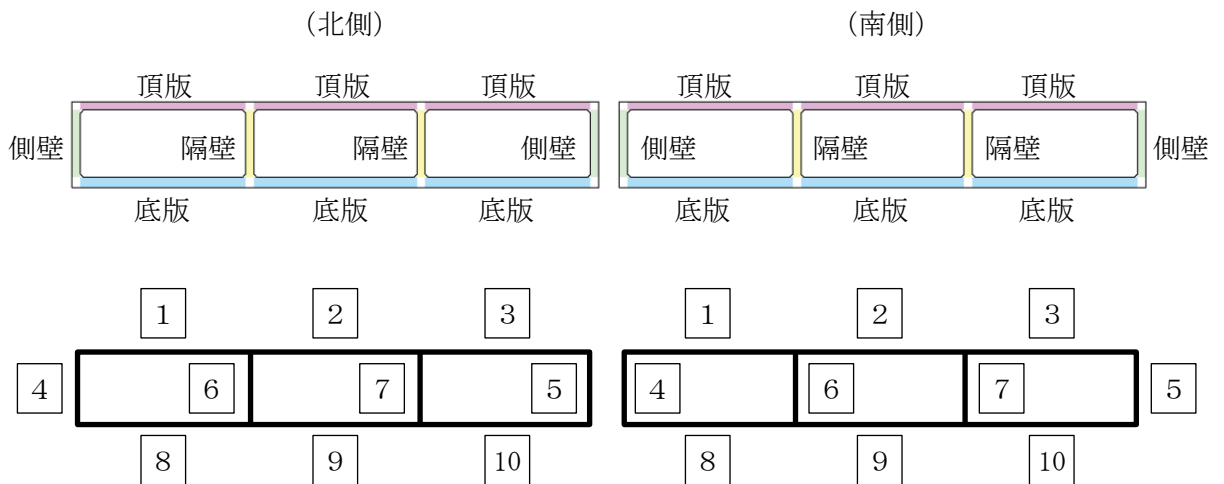 (北側) (南側)
頂版 頂版 頂版 頂版 頂版 頂版
側壁 隔壁 隔壁 側壁 側壁 隔壁 隔壁 側壁
底版 底版 底版 底版 底版 底版
1 2 3 1 2 3
4 6 7 5 4 6 7 5
8 9 10 8 9 10